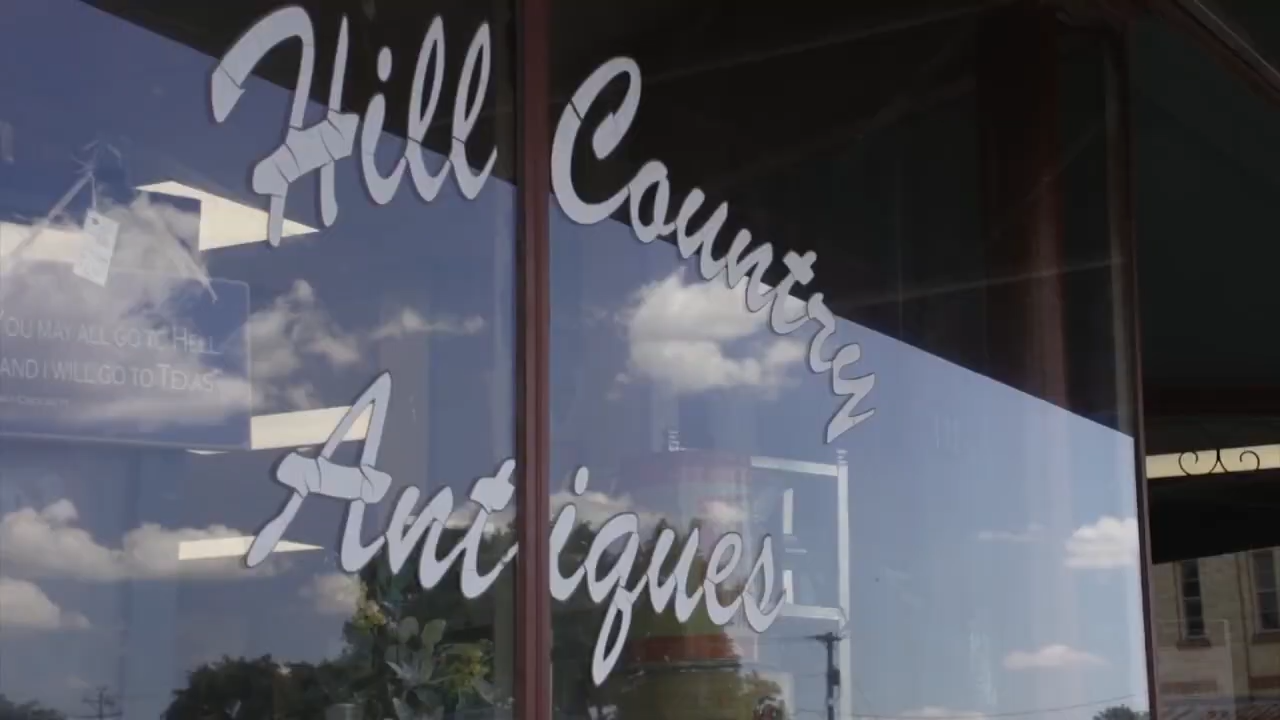 Hill Country
Antiques
YOU MAY ALL GO TO HELL
AND I WILL GO TO TEXAS